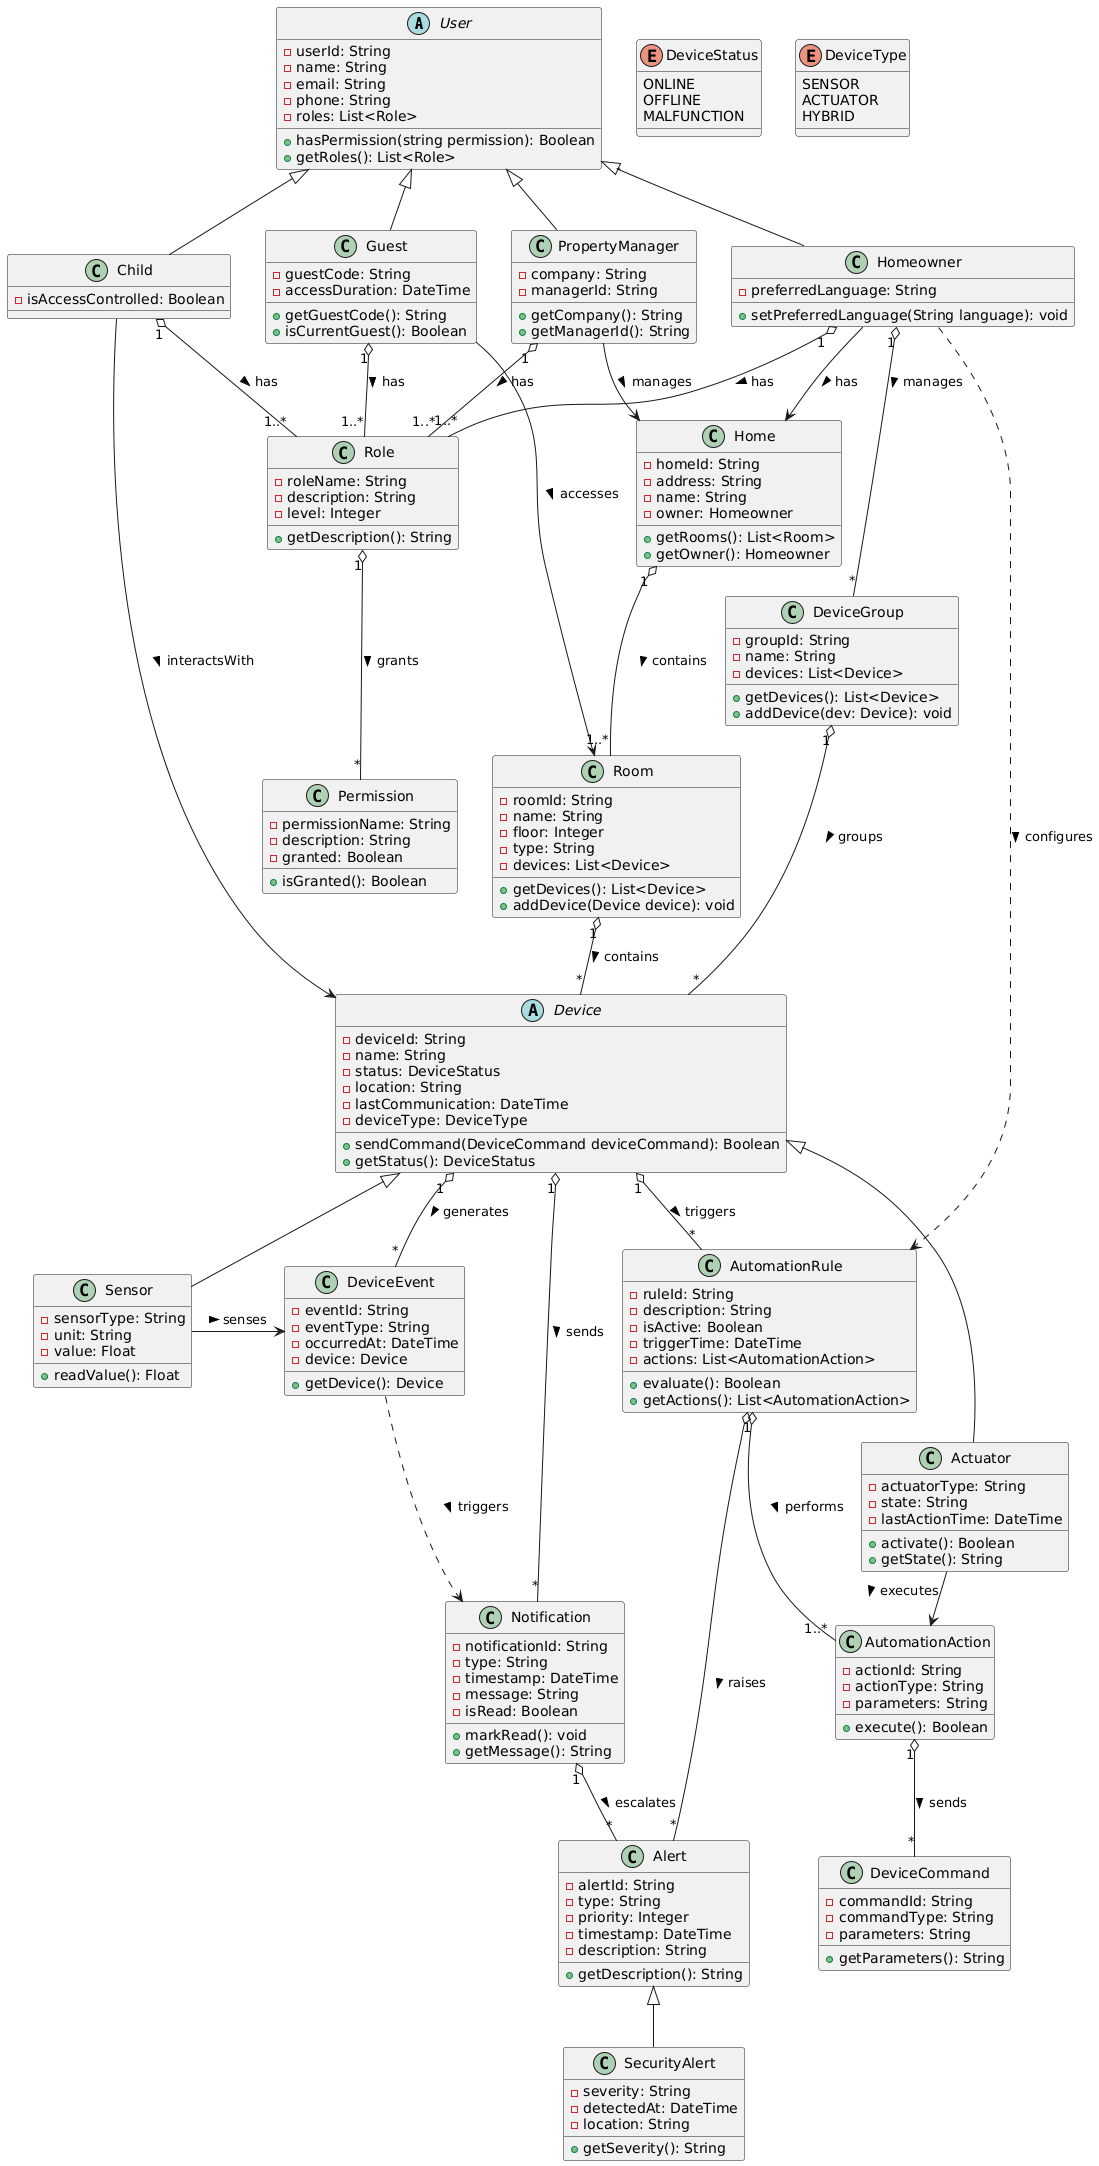 A User
userId: String
name: String
email: String
phone: String
roles: List<Role>
hasPermission(string permission): Boolean
getRoles(): List<Role>
E DeviceStatus
ONLINE
OFFLINE
MALFUNCTION
E DeviceType
SENSOR
ACTUATOR
HYBRID
C Child
isAccessControlled: Boolean
C Guest
guestCode: String
accessDuration: DateTime
getGuestCode(): String
isCurrentGuest(): Boolean
C PropertyManager
company: String
managerId: String
getCompany(): String
getManagerId(): String
C Homeowner
preferredLanguage: String
setPreferredLanguage(String language): void
1
1
1
1
1
has
has
has
manages
has
has
manages
1..*
1..*
1..*
1..*
C Role
roleName: String
description: String
level: Integer
getDescription(): String
C Home
homeId: String
address: String
name: String
owner: Homeowner
getRooms(): List<Room>
getOwner(): Homeowner
accesses
1
1
*
C DeviceGroup
groupId: String
name: String
devices: List<Device>
getDevices(): List<Device>
addDevice(dev: Device): void
interactsWith
grants
contains
*
1..*
1
C Permission
permissionName: String
description: String
granted: Boolean
isGranted(): Boolean
C Room
roomId: String
name: String
floor: Integer
type: String
devices: List<Device>
getDevices(): List<Device>
addDevice(Device device): void
groups
configures
1
contains
*
*
A Device
deviceId: String
name: String
status: DeviceStatus
location: String
lastCommunication: DateTime
deviceType: DeviceType
sendCommand(DeviceCommand deviceCommand): Boolean
getStatus(): DeviceStatus
1
1
1
generates
triggers
*
*
C Sensor
sensorType: String
unit: String
value: Float
readValue(): Float
senses
C DeviceEvent
eventId: String
eventType: String
occurredAt: DateTime
device: Device
getDevice(): Device
sends
C AutomationRule
ruleId: String
description: String
isActive: Boolean
triggerTime: DateTime
actions: List<AutomationAction>
evaluate(): Boolean
getActions(): List<AutomationAction>
1
C Actuator
actuatorType: String
state: String
lastActionTime: DateTime
activate(): Boolean
getState(): String
triggers
performs
executes
*
1..*
C Notification
notificationId: String
type: String
timestamp: DateTime
message: String
isRead: Boolean
markRead(): void
getMessage(): String
raises
C AutomationAction
actionId: String
actionType: String
parameters: String
execute(): Boolean
1
1
escalates
sends
*
*
*
C Alert
alertId: String
type: String
priority: Integer
timestamp: DateTime
description: String
getDescription(): String
C DeviceCommand
commandId: String
commandType: String
parameters: String
getParameters(): String
C SecurityAlert
severity: String
detectedAt: DateTime
location: String
getSeverity(): String